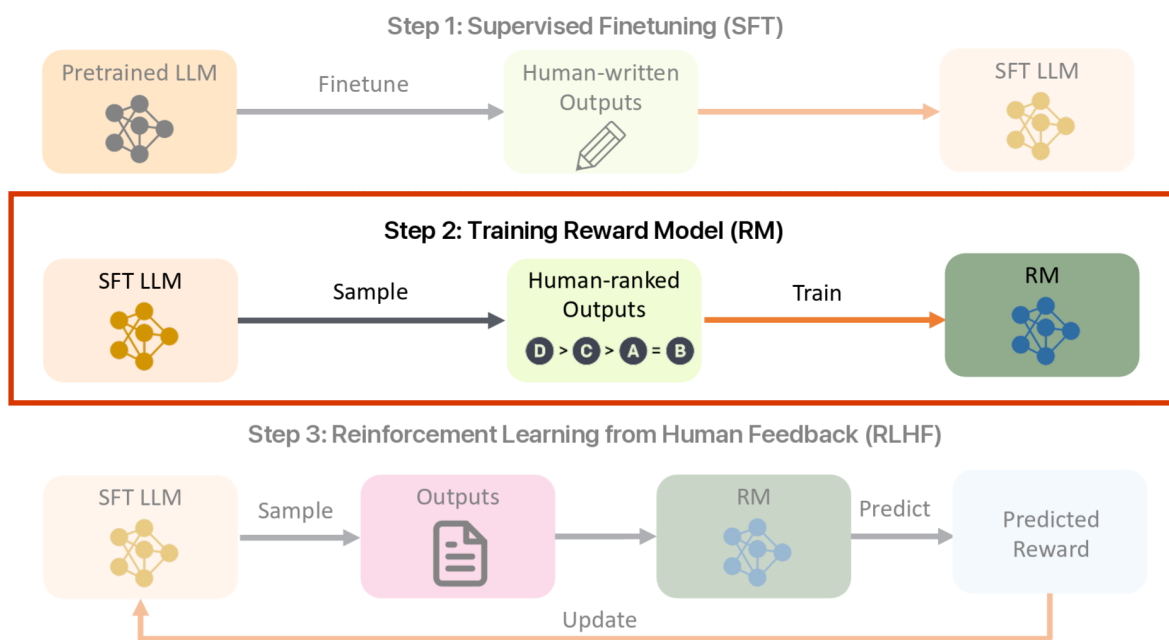 Step 1: Supervised Finetuning (SFT)
Pretrained LLM
Finetune
Human-written
Outputs
SFT LLM
Step 2: Training Reward Model (RM)
SFT LLM
Sample
Human-ranked
Outputs
D > C > A = B
Train
RM
Step 3: Reinforcement Learning from Human Feedback (RLHF)
SFT LLM
Sample
Outputs
RM
Predict
Predicted
Reward
Update